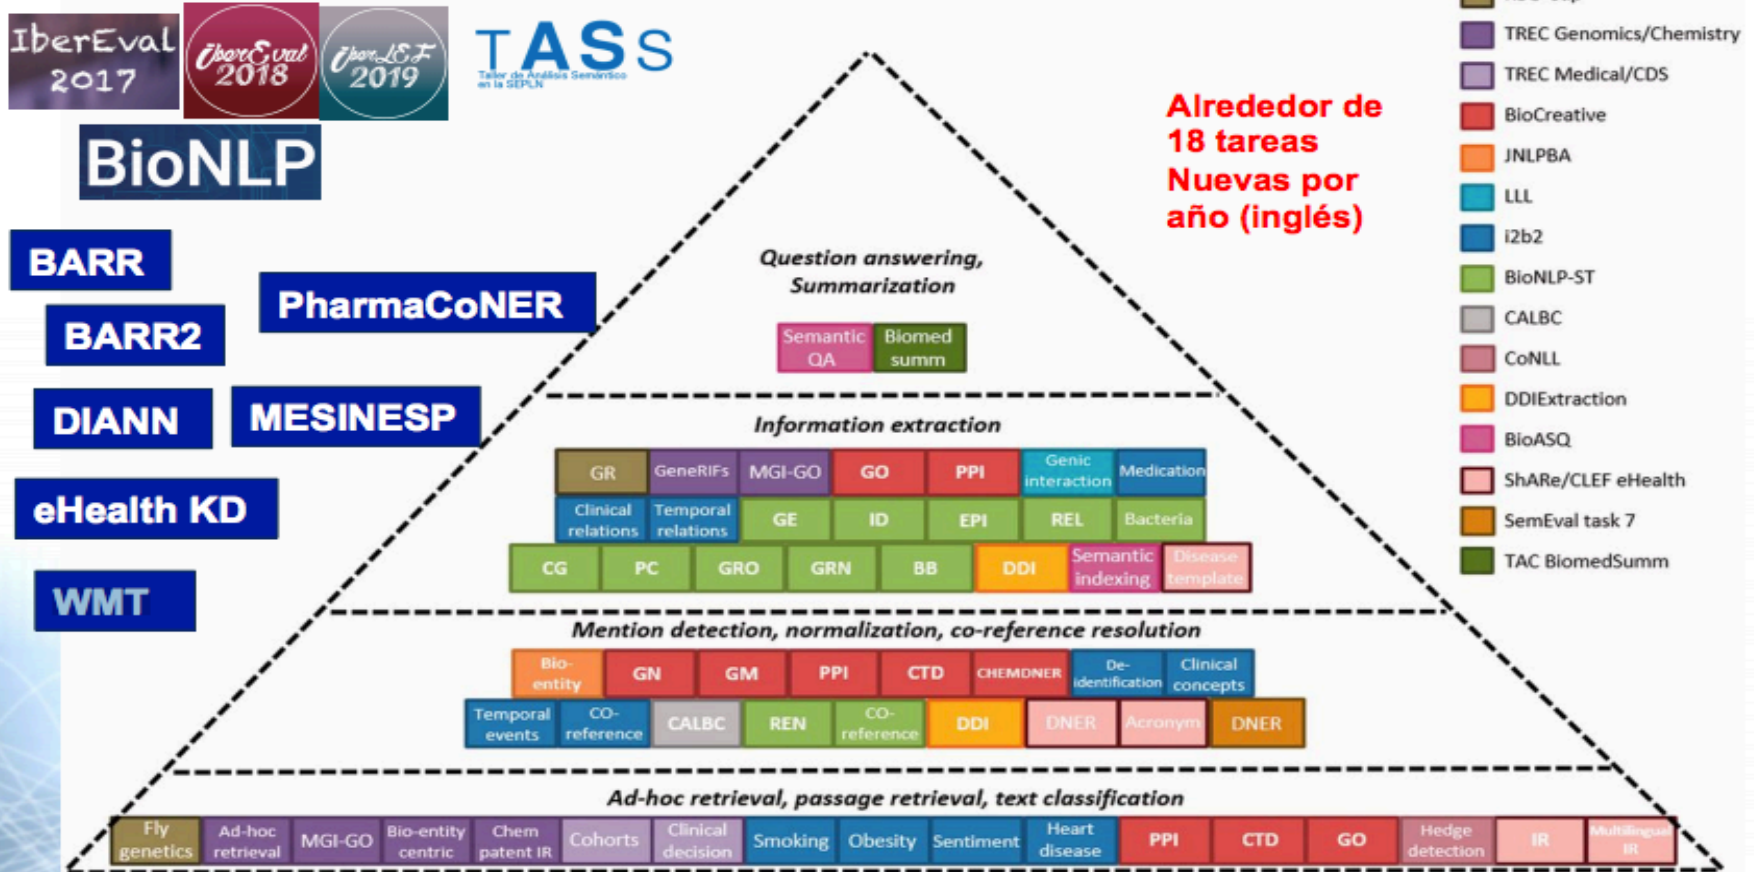 IberEval
2017
iberEval
2018
iberLEF
2019
TASS
Taller de Análisis Semántico
en la SEPLN
BioNLP
BARR
PharmaCoNER
BARR2
DIANN
MESINESP
eHealth KD
WMT
Alrededor de
18 tareas
Nuevas por
año (inglés)
TREC Genomics/Chemistry
TREC Medical/CDS
BioCreative
JNLPBA
LLL
i2b2
BioNLP-ST
CALBC
CoNLL
DDIExtraction
BioASQ
ShARe/CLEF eHealth
SemEval task 7
TAC BiomedSumm
Question answering,
Summarization
Semantic
QA
Biomed
summ
Information extraction
GR
GeneRIFs
MGI-GO
GO
PPI
Genic
interaction
Medication
Clinical
relations
Temporal
relations
GE
ID
EPI
REL
Bacteria
CG
PC
GRO
GRN
BB
DDI
Semantic
indexing
Disease
template
Mention detection, normalization, co-reference resolution
Bio-
entity
GN
GM
PPI
CTD
CHEMDNER
De-
identification
Clinical
concepts
Temporal
events
CO-
reference
CALBC
REN
CO-
reference
DDI
DNER
Acronym
DNER
Ad-hoc retrieval, passage retrieval, text classification
Fly
genetics
Ad-hoc
retrieval
MGI-GO
Bio-entity
centric
Chem
patent IR
Cohorts
Clinical
decision
Smoking
Obesity
Sentiment
Heart
disease
PPI
CTD
GO
Hedge
detection
IR
Multilingual
IR